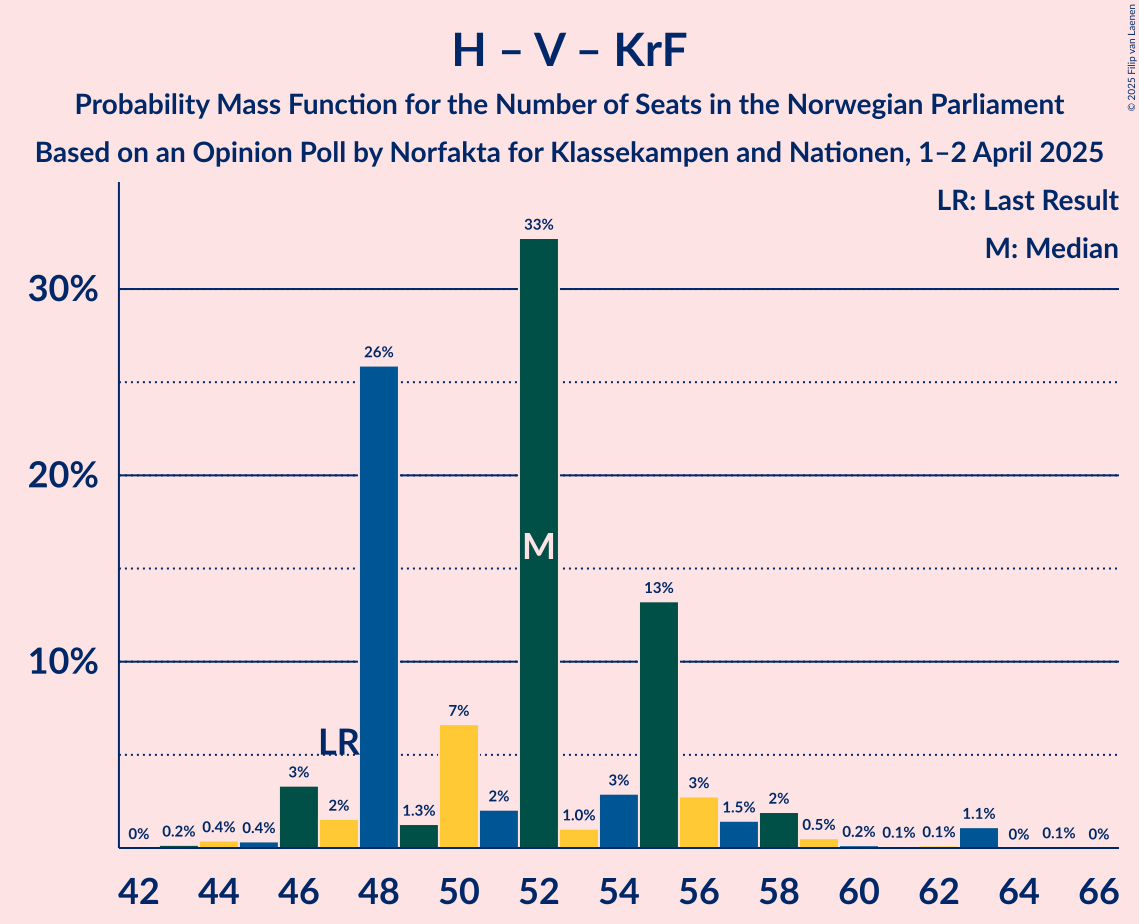 H – V – KrF
Probability Mass Function for the Number of Seats in the Norwegian Parliament
Based on an Opinion Poll by Norfakta for Klassekampen and Nationen, 1–2 April 2025
© 2025 Filip van Laenen
LR: Last Result
M: Median
30%
20%
10%
33%
26%
M
13%
7%
LR
0% 0.2% 0.4% 0.4% 3% 2% 1.3% 2% 1.0% 3% 3% 1.5% 2% 0.5% 0.2% 0.1% 0.1% 1.1% 0% 0.1% 0%
42 44 46 48 50 52 54 56 58 60 62 64 66